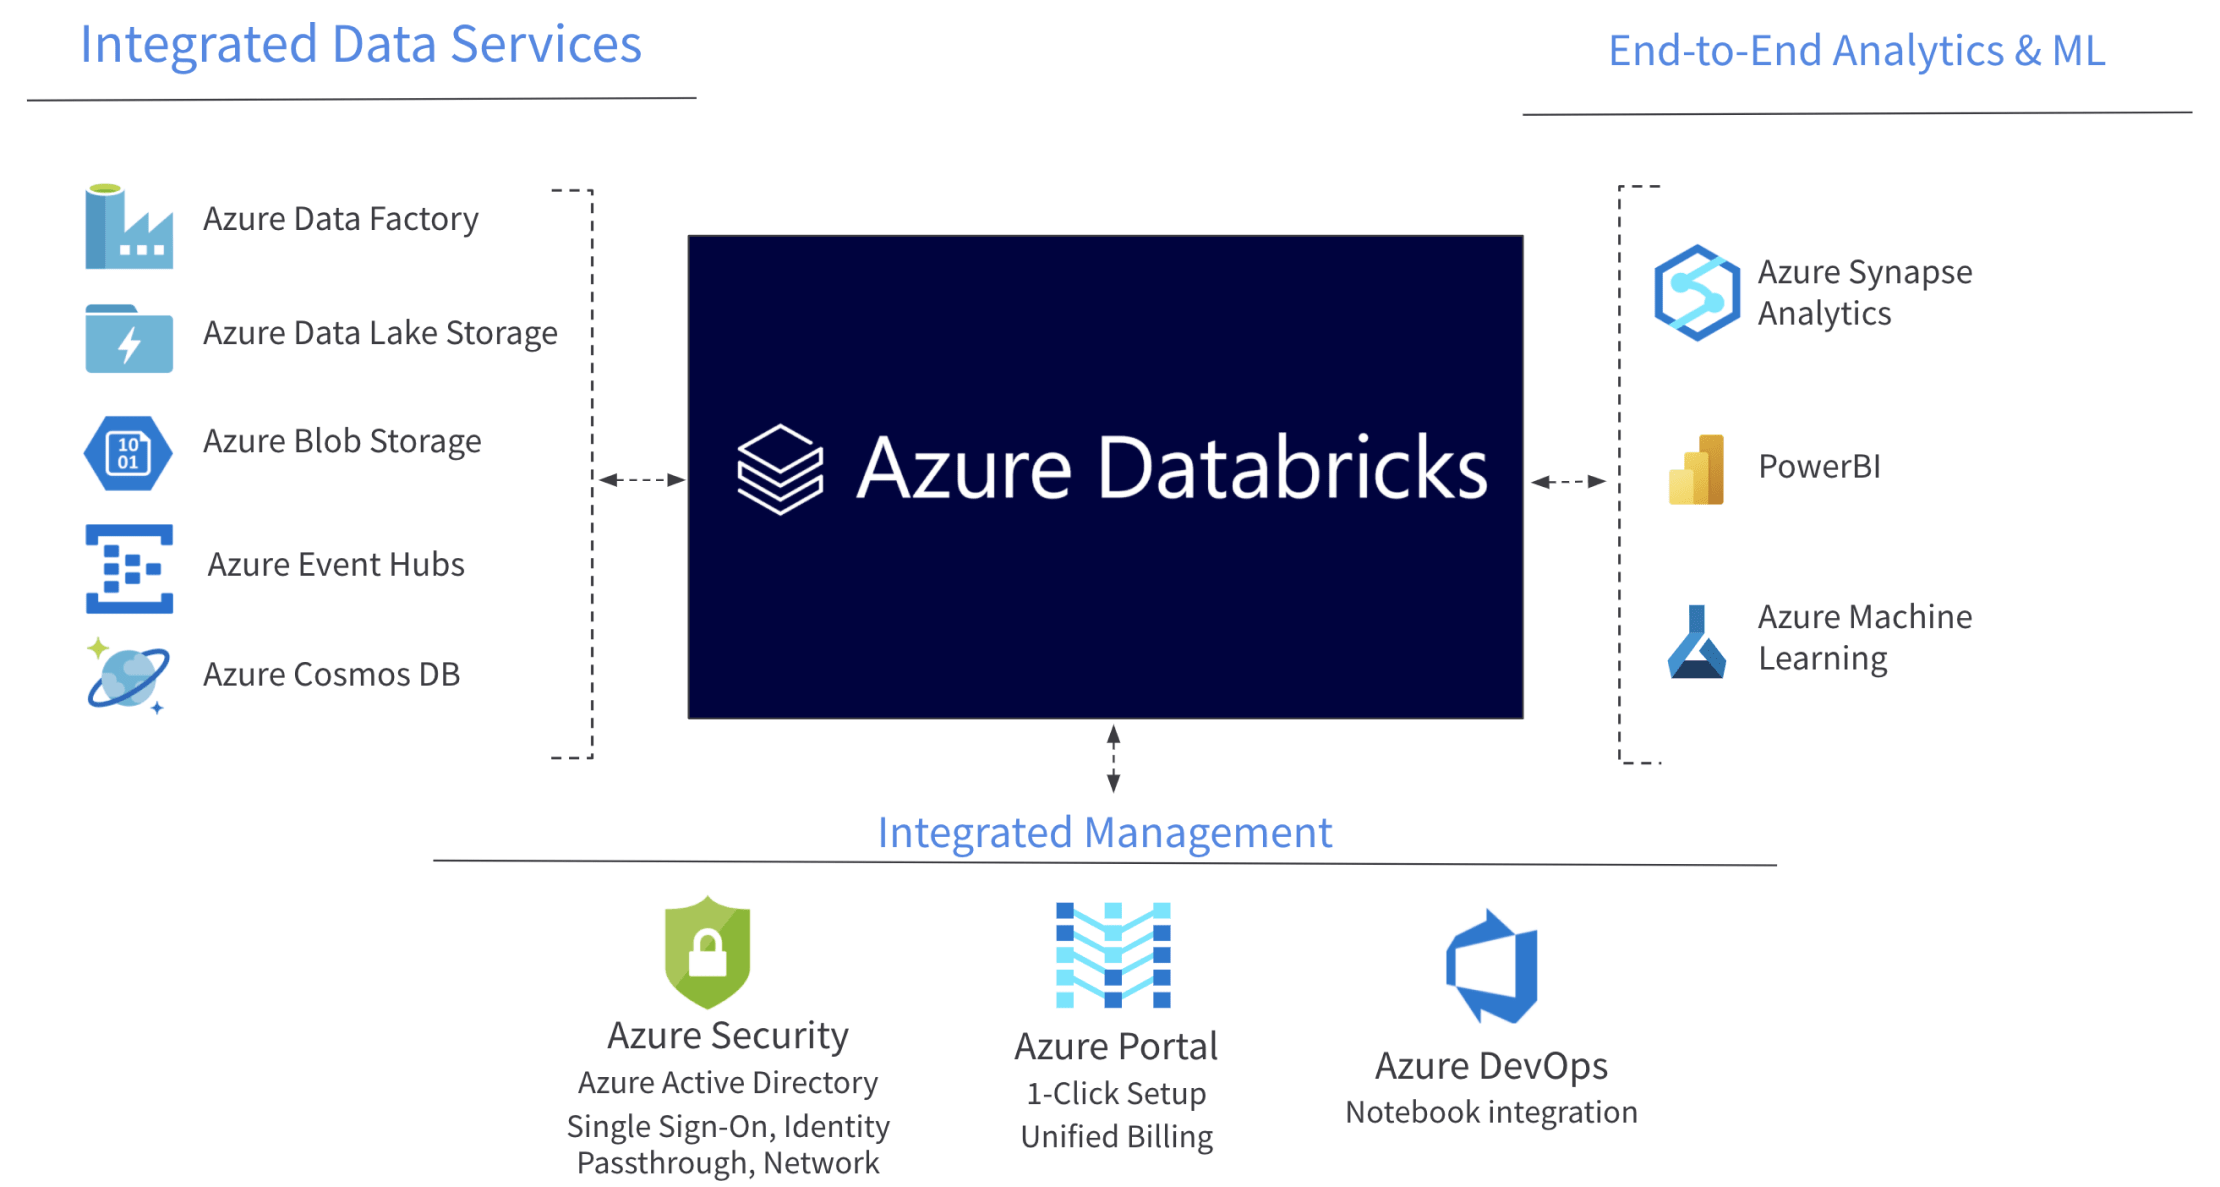 Integrated Data Services
End-to-End Analytics & ML
Azure Data Factory
Azure Data Lake Storage
Azure Blob Storage
10
01
Azure Event Hubs
Azure Cosmos DB
Azure Databricks
Azure Synapse
Analytics
PowerBI
Azure Machine
Learning
Integrated Management
Azure Security
Azure Active Directory
Single Sign-On, Identity
Passthrough, Network
Azure Portal
1-Click Setup
Unified Billing
Azure DevOps
Notebook integration